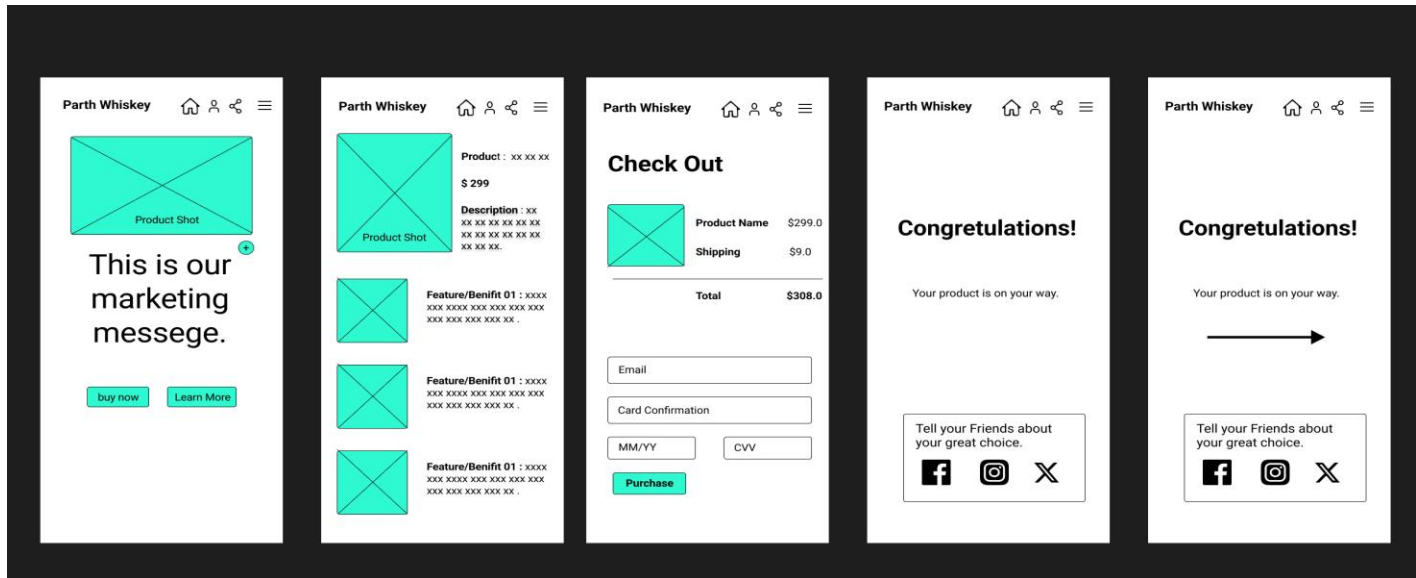 Parth Whiskey
Product Shot
+
This is our
marketing
messege.
buy now
Learn More
Parth Whiskey
Product Shot
Product : xx xx xx
$ 299
Description : xx
xx xx xx xx xx xx
xx xx xx xx xx xx
xx xx xx.
Feature/Benifit 01 : xxxx
xxx xxxx xxx xxx xxx xxx
xxx xxx xxx xxx xx .
Feature/Benifit 01 : xxxx
xxx xxxx xxx xxx xxx xxx
xxx xxx xxx xxx xx .
Feature/Benifit 01 : xxxx
xxx xxxx xxx xxx xxx xxx
xxx xxx xxx xxx xx .
Parth Whiskey
Check Out
Product Name $299.0
Shipping $9.0
Total $308.0
Email
Card Confirmation
MM/YY CVV
Purchase
Parth Whiskey
Congretulations!
Your product is on your way.
Tell your Friends about
your great choice.
Parth Whiskey
Congretulations!
Your product is on your way.
Tell your Friends about
your great choice.